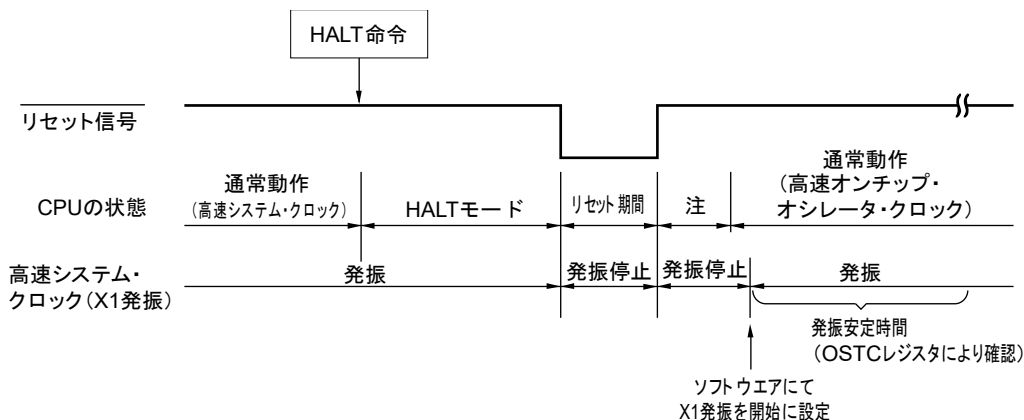 HALT命令
リセット信号
CPUの状態
通常動作
(高速システム・クロック)
HALTモード
リセット期間
注
通常動作
(高速オンチップ・
オシレータ・クロック)
高速システム・
クロック(X1発振)
発振
発振停止
発振停止
発振
発振安定時間
(OSTCレジスタにより確認)
ソフトウエアにて
X1発振を開始に設定